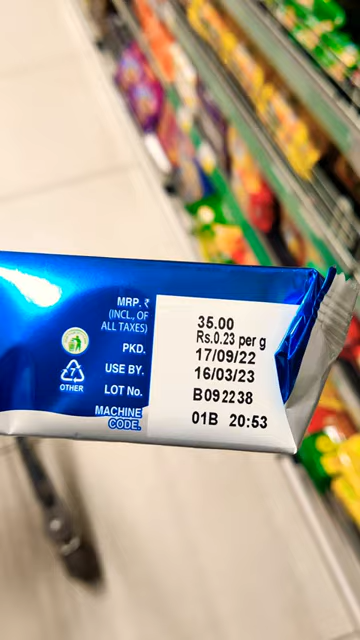 MRP. ₹
(INCL., OF
ALL TAXES)
35.00
Rs.0.23 per g
PKD.
17/09/22
USE BY.
16/03/23
LOT No.
B092238
MACHINE
CODE.
01B 20:53
7
OTHER